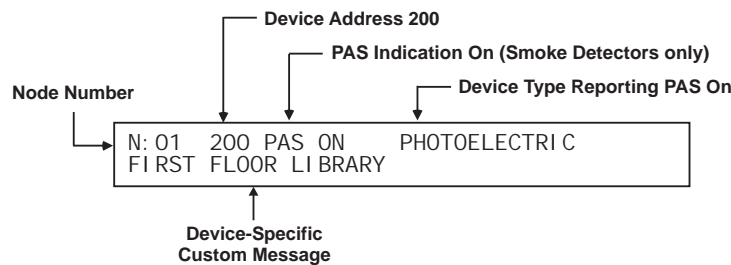 Device Address 200
PAS Indication On (Smoke Detectors only)
Device Type Reporting PAS On
Node Number
N:01 200 PAS ON PHOTOELECTRIC
FIRST FLOOR LIBRARY
Device-Specific
Custom Message